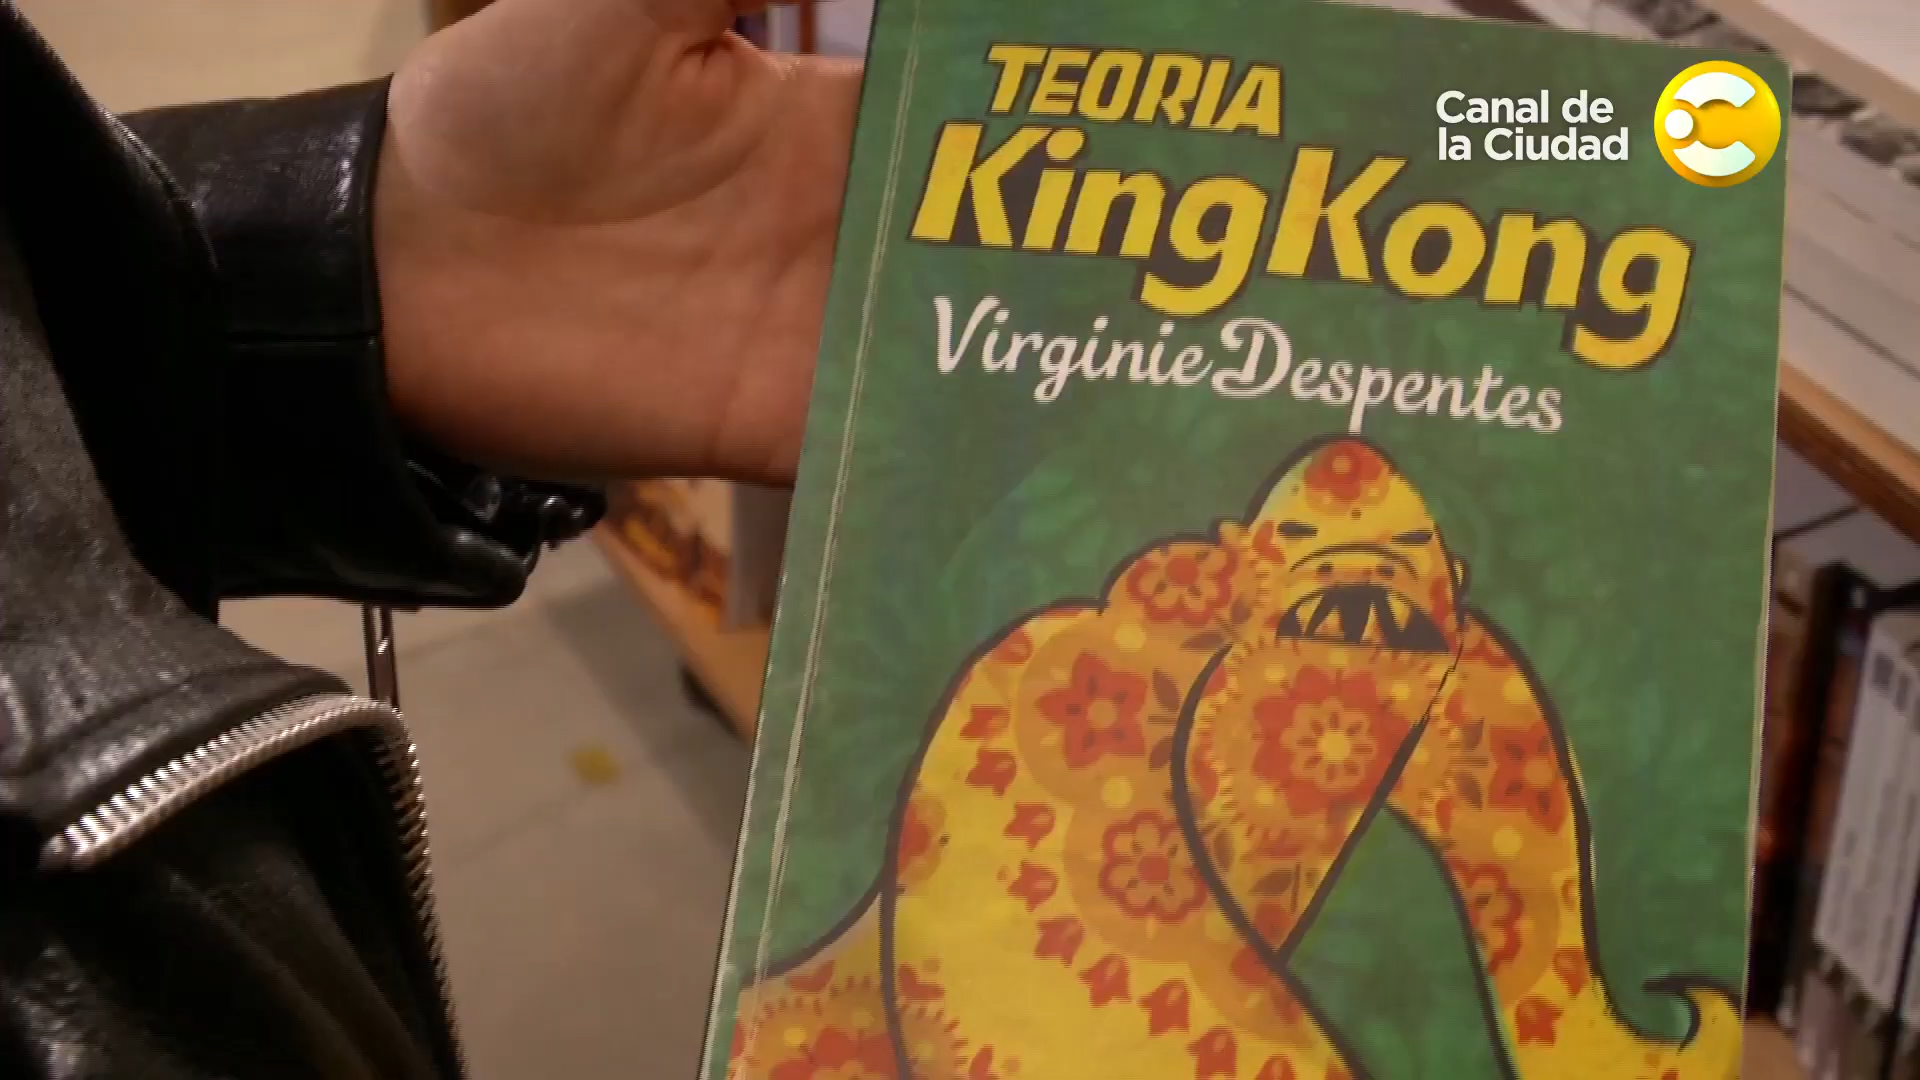 TEORIA
KingKong
Virginie Despentes
Canal de
la Ciudad